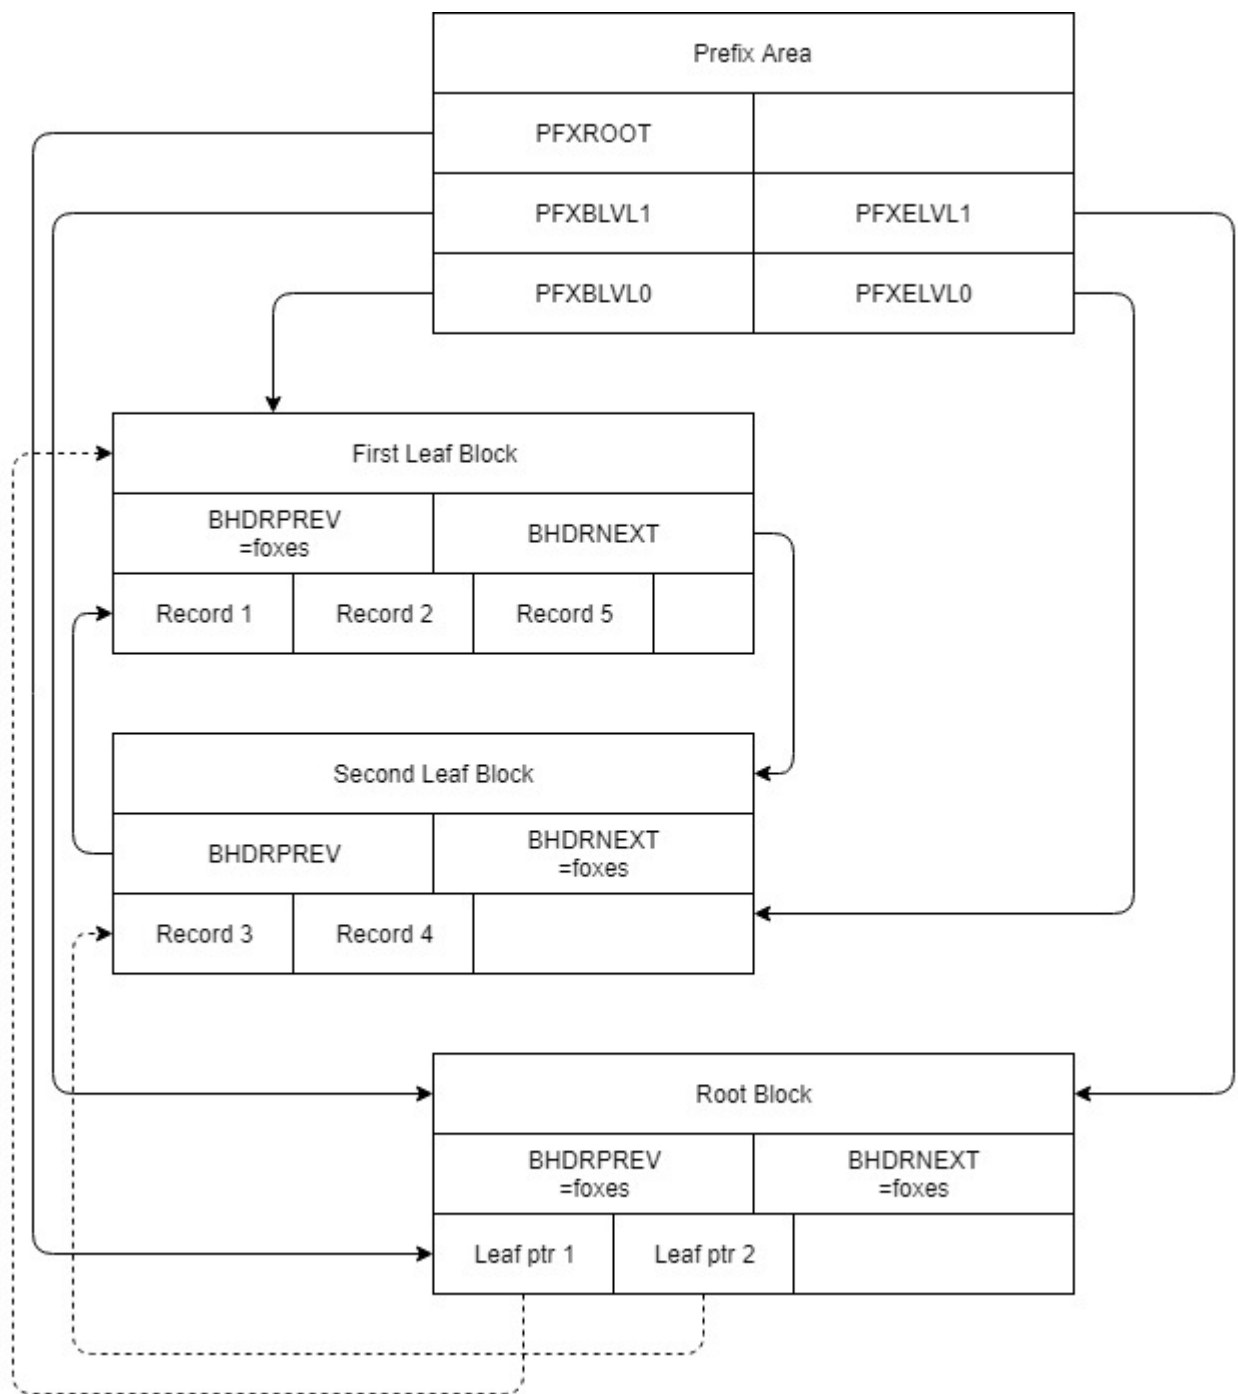 Prefix Area
PFXROOT
PFXBLVL1
PFXELVL1
PFXBLVL0
PFXELVL0
First Leaf Block
BHDRPREV
=foxes
BHDRNEXT
Record 1
Record 2
Record 5
Second Leaf Block
BHDRPREV
BHDRNEXT
=foxes
Record 3
Record 4
Root Block
BHDRPREV
=foxes
BHDRNEXT
=foxes
Leaf ptr 1
Leaf ptr 2